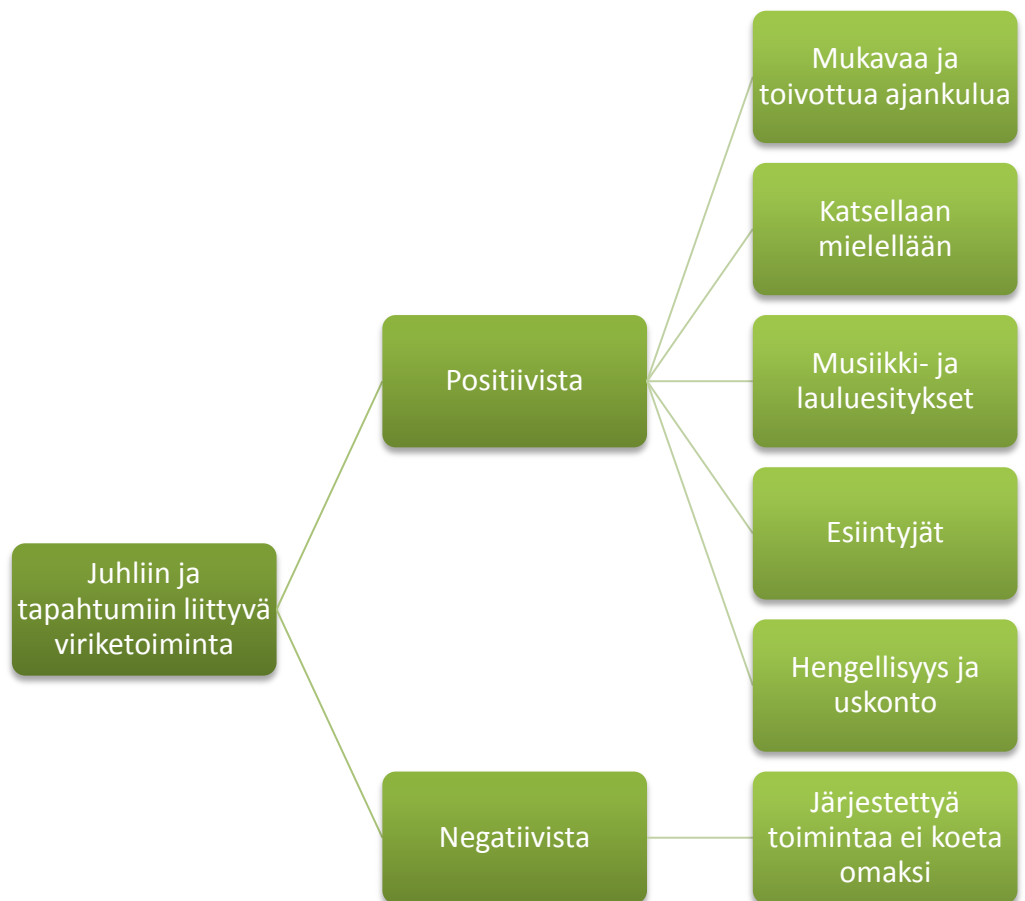 Mukavaa ja
toivottua ajankulua
Katsellaan
mielellään
Positiivista
Musiikki- ja
lauluesitykset
Esiintyjät
Juhliin ja
tapahtumiin liittyvä
viriketoiminta
Hengellisyys ja
uskonto
Negatiivista
Järjestettyä
toimintaa ei koeta
omaksi